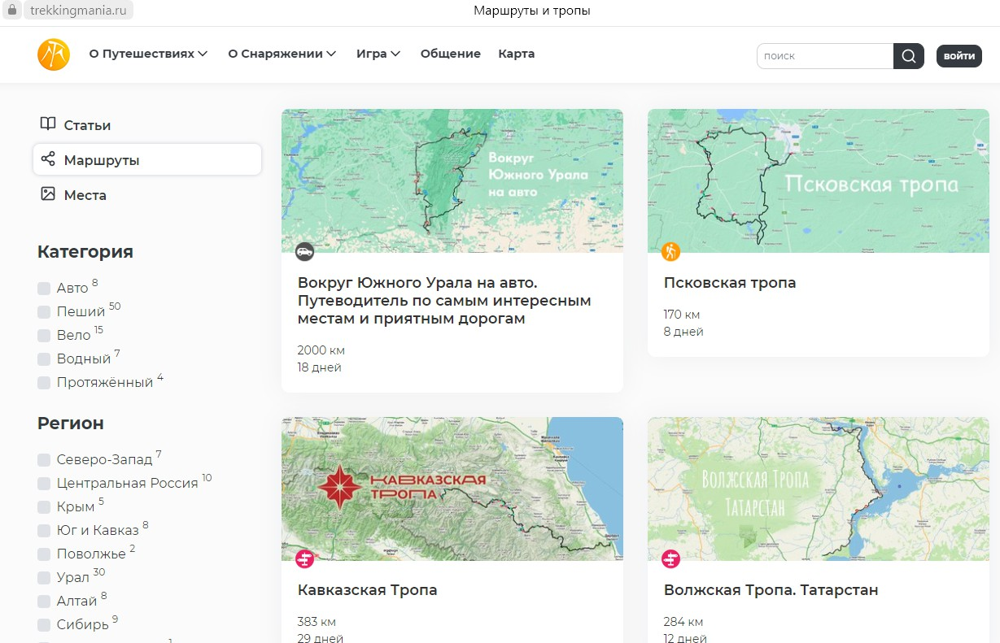 trekkingmania.ru
Маршруты и тропы
О Путешествиях
О Снаряжении
Игра
Общение
Карта
поиск
войти
Статьи
Маршруты
Места
Категория
Авто 8
Пеший 50
Вело 15
Водный 7
Протяжённый 4
Регион
Северо-Запад 7
Центральная Россия 10
Крым 5
Юг и Кавказ 8
Поволжье 2
Урал 30
Алтай 8
Сибирь 9
Вокруг
Южного Урала
на авто
Вокруг Южного Урала на авто.
Путеводитель по самым интересным
местам и приятным дорогам
2000 км
18 дней
Псковская тропа
Псковская тропа
170 км
8 дней
КАВКАЗСКАЯ
ТРОПА
Кавказская Тропа
383 км
29 дней
Волжская Тропа
Татарстан
Волжская Тропа. Татарстан
284 км
12 дней